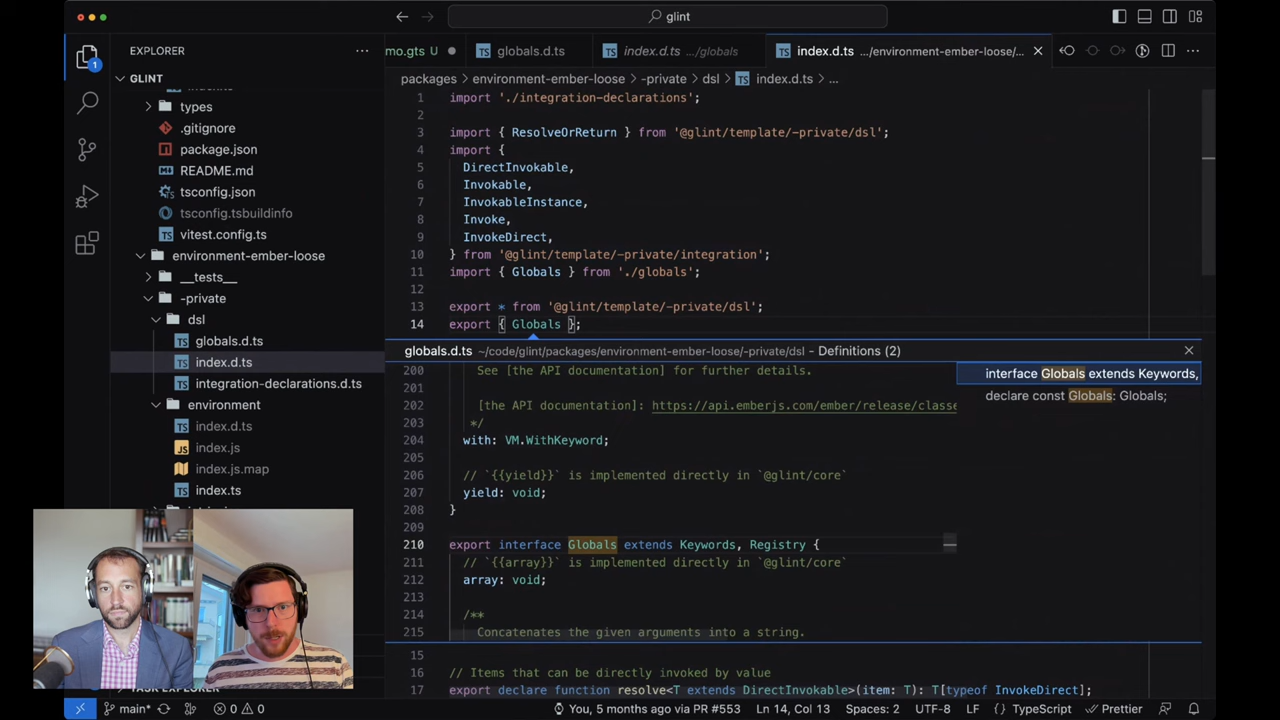 glint
EXPLORER
GLINT
types
.gitignore
package.json
README.md
tsconfig.json
tsconfig.tsbuildinfo
vitest.config.ts
environment-ember-loose
__tests__
-private
dsl
globals.d.ts
index.d.ts
integration-declarations.d.ts
environment
index.d.ts
index.js
index.js.map
index.ts
mo.gts U
globals.d.ts
index.d.ts .../globals
index.d.ts .../environment-ember-loose/...
packages > environment-ember-loose > -private > dsl > index.d.ts > ...
1 import './integration-declarations';
2
3 import { ResolveOrReturn } from '@glint/template/-private/dsl';
4 import {
5 DirectInvokable,
6 Invokable,
7 InvokableInstance,
8 Invoke,
9 InvokeDirect,
10 } from '@glint/template/-private/integration';
11 import { Globals } from './globals';
12
13 export * from '@glint/template/-private/dsl';
14 export { Globals };
globals.d.ts ~/code/glint/packages/environment-ember-loose/-private/dsl - Definitions (2)
200 See [the API documentation] for further details.
201
202 [the API documentation]: https://api.emberjs.com/ember/release/classe
203 */
204 with: VM.WithKeyword;
205
206 // `{{yield}}` is implemented directly in `@glint/core`
207 yield: void;
208 }
209
210 export interface Globals extends Keywords, Registry {
211 // `{{array}}` is implemented directly in `@glint/core`
212 array: void;
213
214 /**
215 Concatenates the given arguments into a string.
interface Globals extends Keywords,
declare const Globals: Globals;
15
16 // Items that can be directly invoked by value
17 export declare function resolve<T extends DirectInvokable>(item: T): T[typeof InvokeDirect];
TASK EXPLORER
main* 0 0 You, 5 months ago via PR #553 Ln 14, Col 13 Spaces: 2 UTF-8 LF TypeScript Prettier
1